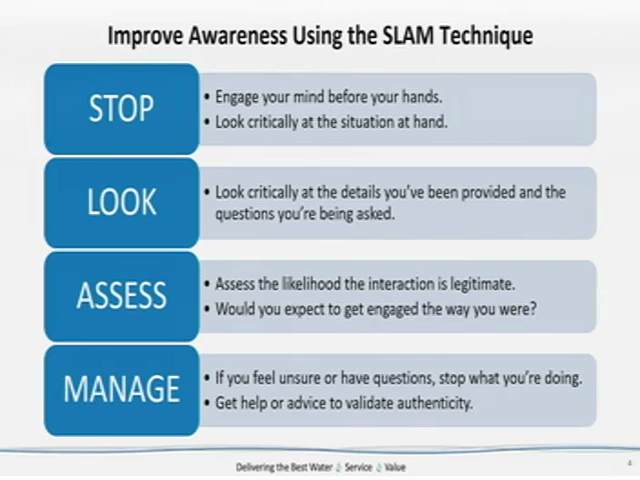 Improve Awareness Using the SLAM Technique
STOP
• Engage your mind before your hands.
• Look critically at the situation at hand.
LOOK
• Look critically at the details you've been provided and the
questions you're being asked.
ASSESS
• Assess the likelihood the interaction is legitimate.
• Would you expect to get engaged the way you were?
MANAGE
• If you feel unsure or have questions, stop what you're doing.
• Get help or advice to validate authenticity.
Delivering the Best Water Service Value
4